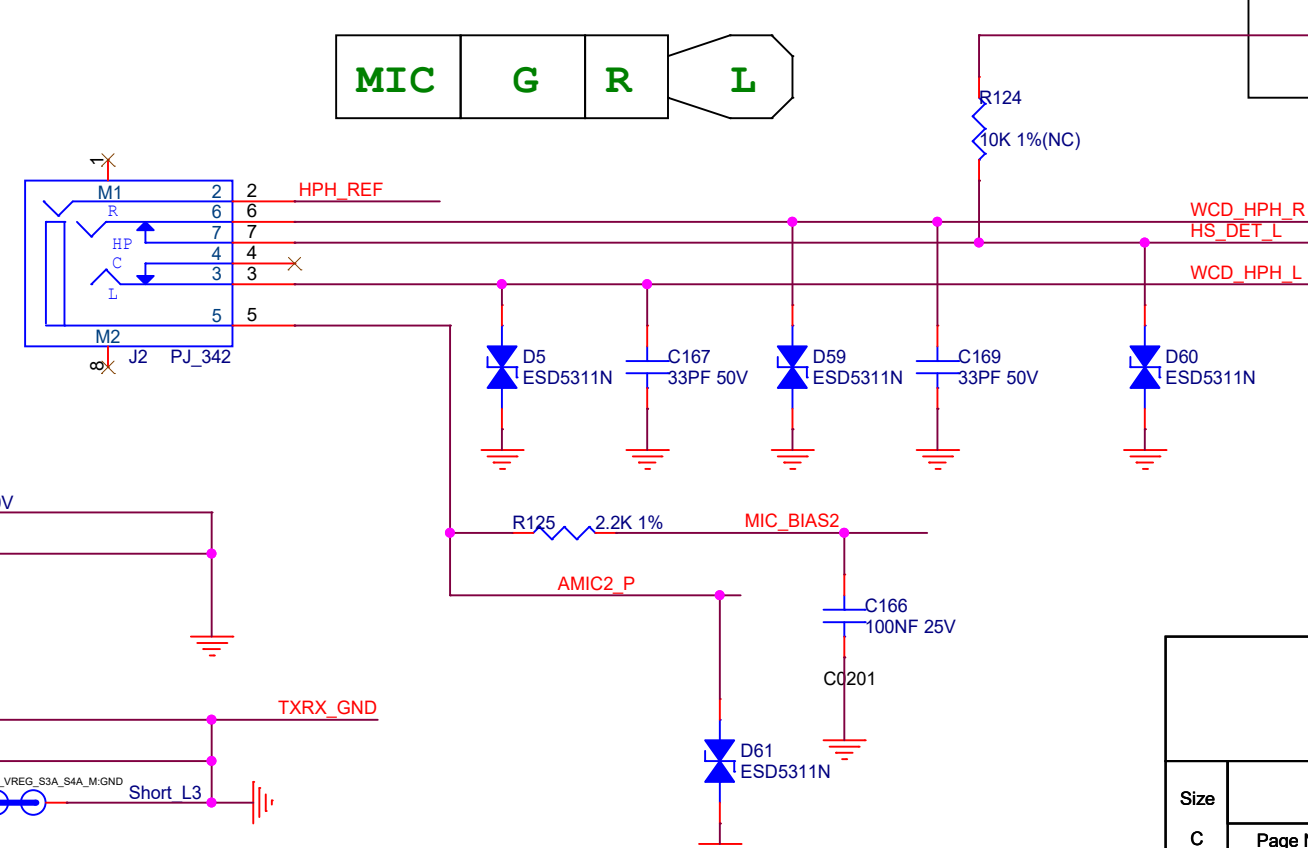 MIC G R L
R124
10K 1%(NC)
1
M1 2 2 HPH_REF
R 6 6 WCD_HPH_R
HP 7 7 HS_DET_L
C 4 4
L 3 3 WCD_HPH_L
5 5
M2
8 J2 PJ_342
D5
ESD5311N
C167
33PF 50V
D59
ESD5311N
C169
33PF 50V
D60
ESD5311N
V
R125 2.2K 1% MIC_BIAS2
AMIC2_P
C166
100NF 25V
C0201
TXRX_GND
D61
ESD5311N
_VREG_S3A_S4A_M:GND
Short_L3
Size
C Page N